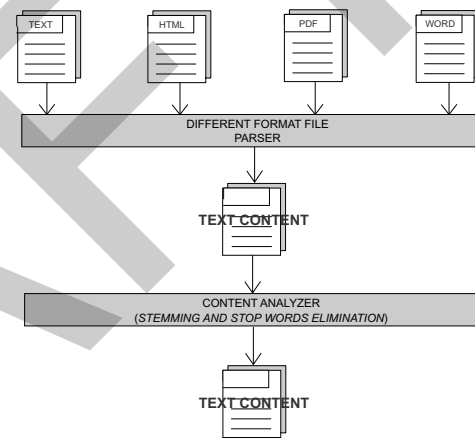 TEXT
HTML
PDF
WORD
DIFFERENT FORMAT FILE
PARSER
TEXT CONTENT
CONTENT ANALYZER
(STEMMING AND STOP WORDS ELIMINATION)
TEXT CONTENT